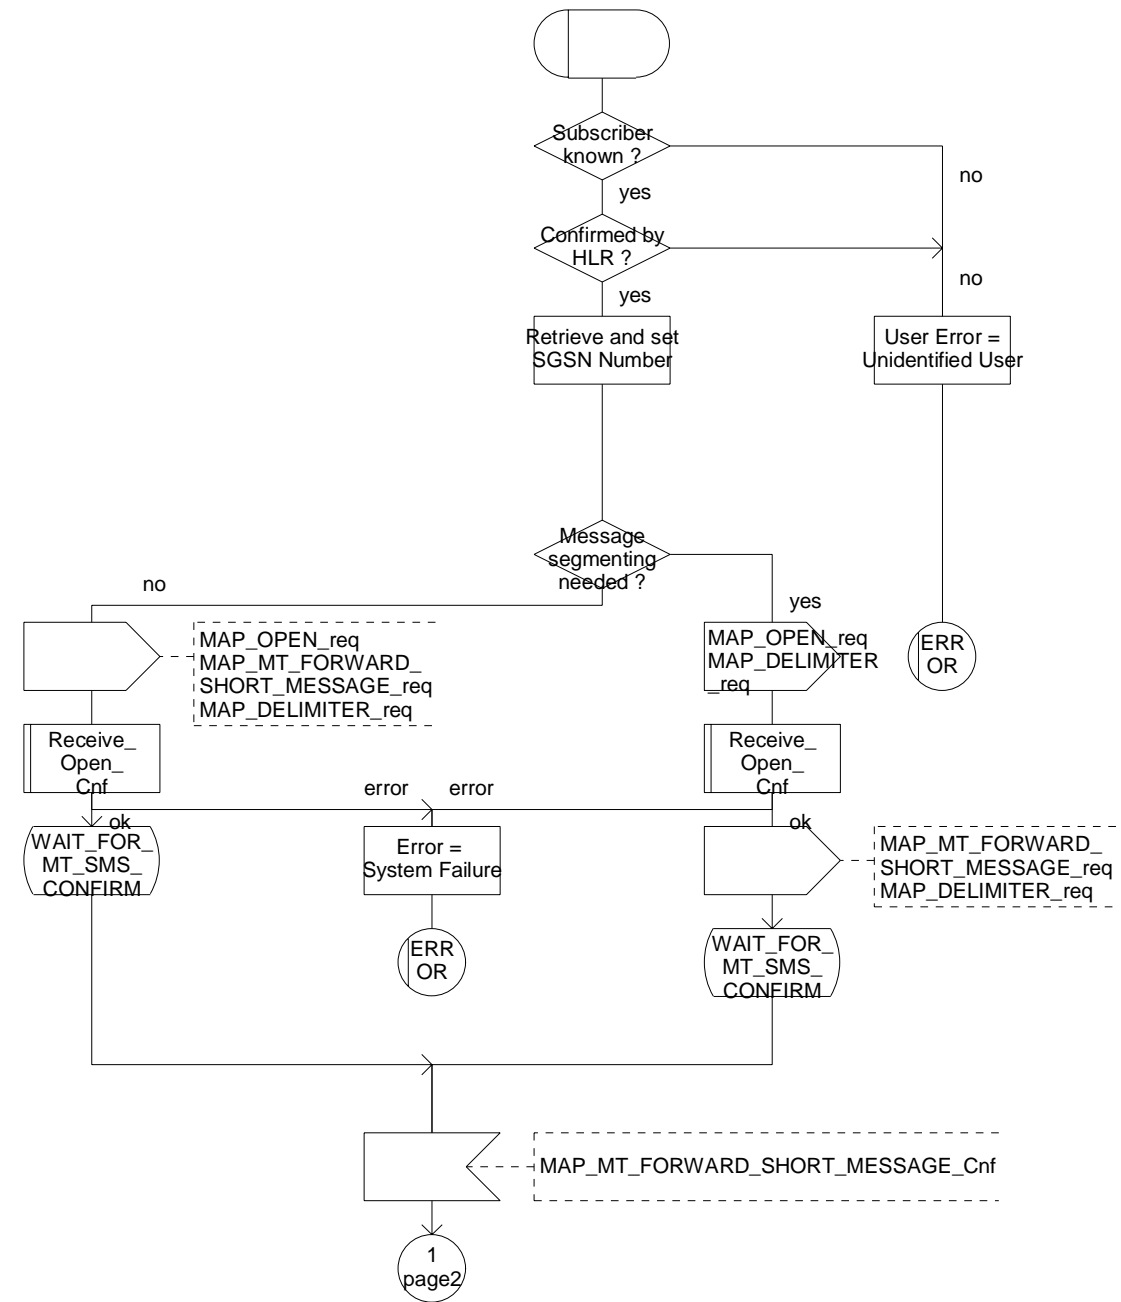 Subscriber
known ?
no
yes
Confirmed by
HLR ?
no
yes
Retrieve and set
SGSN Number
User Error =
Unidentified User
Message
segmenting
needed ?
no
yes
MAP_OPEN_req
MAP_MT_FORWARD_
SHORT_MESSAGE_req
MAP_DELIMITER_req
MAP_OPEN_req
MAP_DELIMITER
_req
ERR
OR
Receive_
Open_
Cnf
Receive_
Open_
Cnf
error
error
ok
ok
WAIT_FOR_
MT_SMS_
CONFIRM
Error =
System Failure
MAP_MT_FORWARD_
SHORT_MESSAGE_req
MAP_DELIMITER_req
ERR
OR
WAIT_FOR_
MT_SMS_
CONFIRM
MAP_MT_FORWARD_SHORT_MESSAGE_Cnf
1
page2